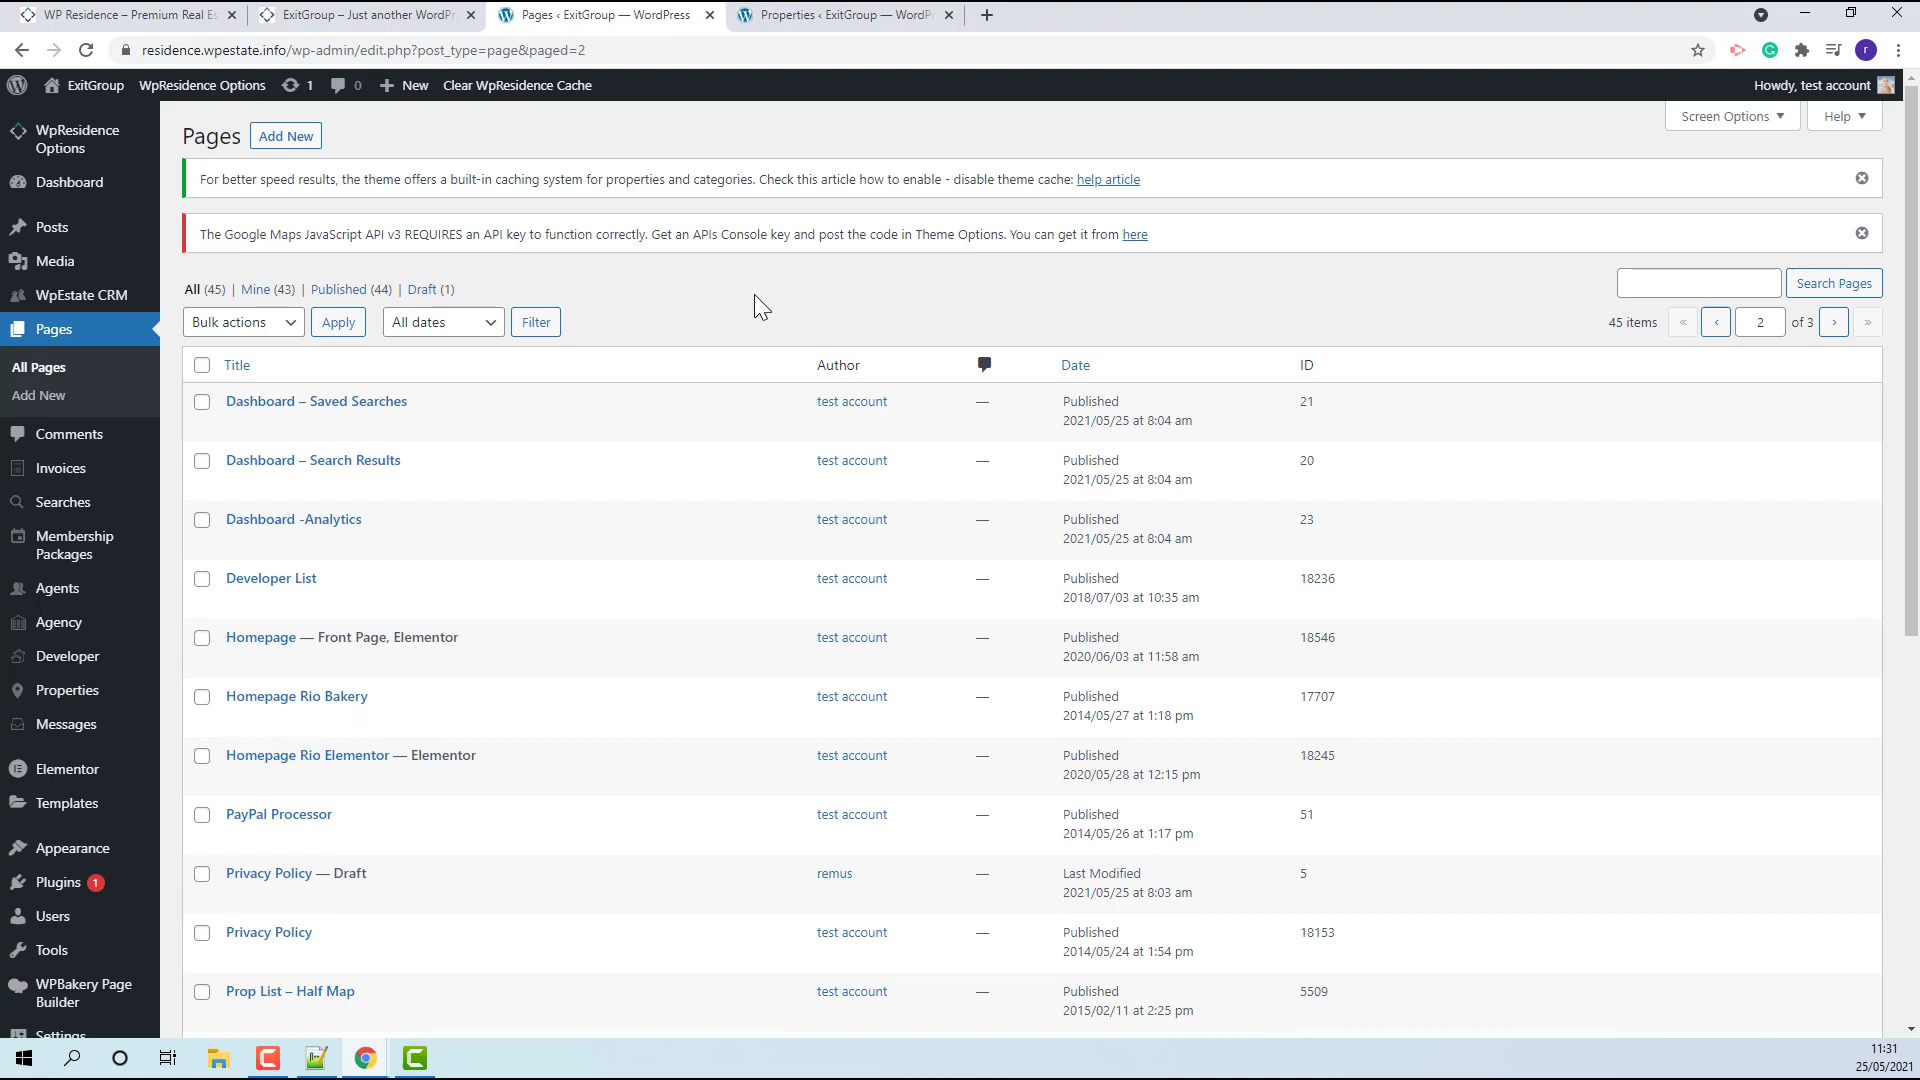 WP Residence – Premium Real Es
ExitGroup – Just another WordPr
Pages ‹ ExitGroup — WordPress
Properties ‹ ExitGroup — WordPr
residence.wpestate.info/wp-admin/edit.php?post_type=page&paged=2
r
ExitGroup WpResidence Options 1 0 New Clear WpResidence Cache
Howdy, test account
WpResidence
Options
Dashboard
Posts
Media
WpEstate CRM
Pages
All Pages
Add New
Comments
Invoices
Searches
Membership
Packages
Agents
Agency
Developer
Properties
Messages
Elementor
Templates
Appearance
Plugins 1
Users
Tools
WPBakery Page
Builder
Settings
Screen Options Help
Pages Add New
For better speed results, the theme offers a built-in caching system for properties and categories. Check this article how to enable - disable theme cache: help article
The Google Maps JavaScript API v3 REQUIRES an API key to function correctly. Get an APIs Console key and post the code in Theme Options. You can get it from here
All (45) | Mine (43) | Published (44) | Draft (1)
Search Pages
Bulk actions Apply All dates Filter
45 items « ‹ 2 of 3 › »
Title Author Date ID
Dashboard – Saved Searches test account — Published 21
2021/05/25 at 8:04 am
Dashboard – Search Results test account — Published 20
2021/05/25 at 8:04 am
Dashboard -Analytics test account — Published 23
2021/05/25 at 8:04 am
Developer List test account — Published 18236
2018/07/03 at 10:35 am
Homepage — Front Page, Elementor test account — Published 18546
2020/06/03 at 11:58 am
Homepage Rio Bakery test account — Published 17707
2014/05/27 at 1:18 pm
Homepage Rio Elementor — Elementor test account — Published 18245
2020/05/28 at 12:15 pm
PayPal Processor test account — Published 51
2014/05/26 at 1:17 pm
Privacy Policy — Draft remus — Last Modified 5
2021/05/25 at 8:03 am
Privacy Policy test account — Published 18153
2014/05/24 at 1:54 pm
Prop List – Half Map test account — Published 5509
2015/02/11 at 2:25 pm
11:31
25/05/2021